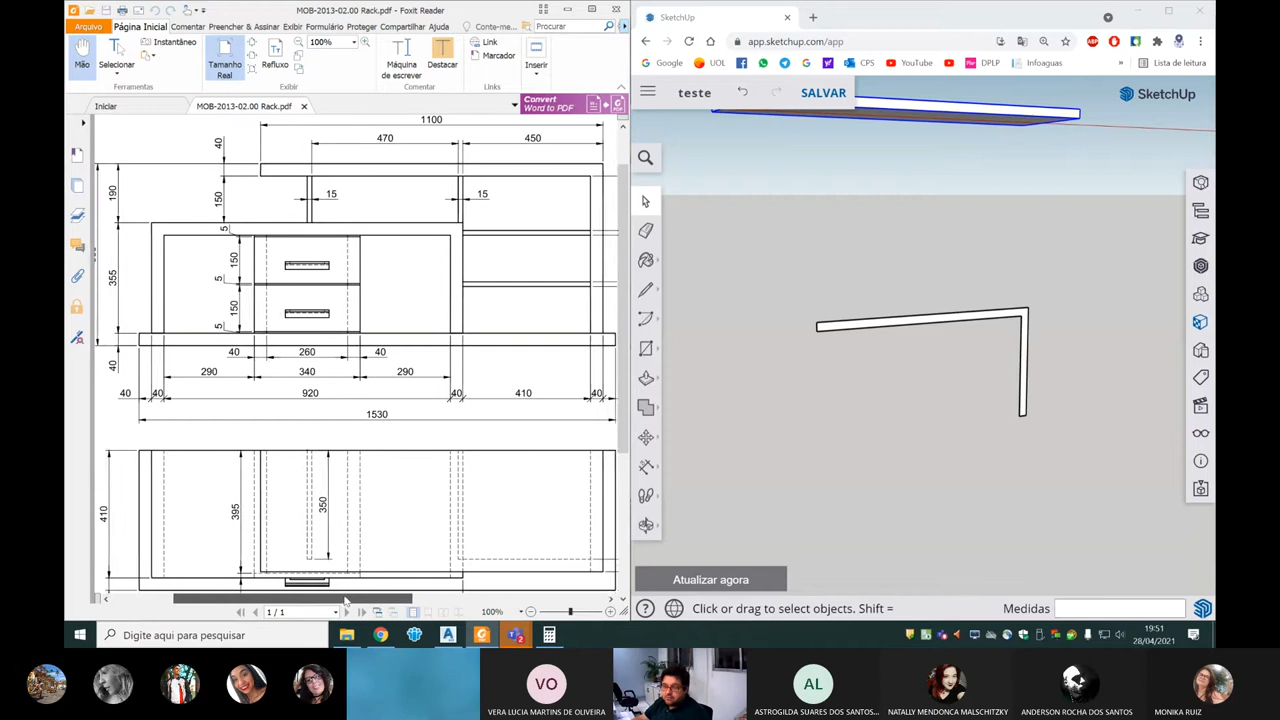 MOB-2013-02.00 Rack.pdf - Foxit Reader
Arquivo Página Inicial Comentar Preencher & Assinar Exibir Formulário Proteger Compartilhar Ajuda Conte-me... Procurar
Mão
Selecionar
Instantâneo
Ferramentas
Tamanho Real
Refluxo
100%
Exibir
Máquina de escrever
Destacar
Comentar
Link
Marcador
Links
Inserir
Iniciar
MOB-2013-02.00 Rack.pdf
Convert
Word to PDF
1100
470 450
40
190
150
15 15
5
150
355
5
150
5
40 260 40
40
290 340 290
40 40 920 40 410 40
1530
410
395
350
1 / 1
100%
SketchUp
app.sketchup.com/app
Google UOL CPS YouTube DPLP Infoaguas » Lista de leitura
teste SALVAR
SketchUp
Atualizar agora
Click or drag to select objects. Shift =
Medidas
Digite aqui para pesquisar
19:51
28/04/2021
VO
VERA LUCIA MARTINS DE OLIVEIRA
AL
ASTROGILDA SUARES DOS SANTOS...
NATALLY MENDONCA MALSCHITZKY
ANDERSON ROCHA DOS SANTOS
MONIKA RUIZ